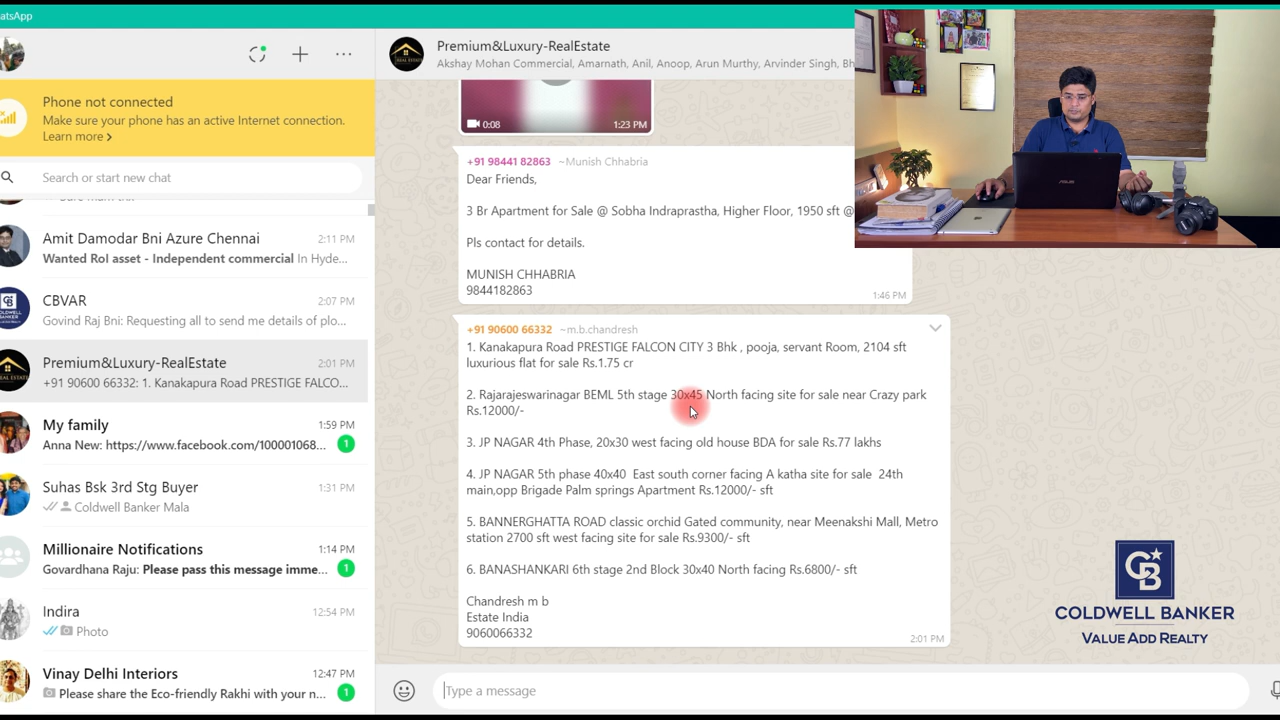 atsApp
Phone not connected
Make sure your phone has an active Internet connection.
Learn more >
Search or start new chat
Amit Damodar Bni Azure Chennai 2:11 PM
Wanted RoI asset - Independent commercial In Hyde...
CBVAR 2:07 PM
Govind Raj Bni: Requesting all to send me details of plo...
Premium&Luxury-RealEstate 2:01 PM
+91 90600 66332: 1. Kanakapura Road PRESTIGE FALCO...
My family 1:59 PM
Anna New: https://www.facebook.com/100001068... 1
Suhas Bsk 3rd Stg Buyer 1:31 PM
Coldwell Banker Mala
Millionaire Notifications 1:14 PM
Govardhana Raju: Please pass this message imme... 1
Indira 12:54 PM
Photo
Vinay Delhi Interiors 12:47 PM
Please share the Eco-friendly Rakhi with your n... 1
Premium&Luxury-RealEstate
Akshay Mohan Commercial, Amarnath, Anil, Anoop, Arun Murthy, Arvinder Singh, Bh
0:08 1:23 PM
+91 98441 82863 ~Munish Chhabria
Dear Friends,
3 Br Apartment for Sale @ Sobha Indraprastha, Higher Floor, 1950 sft @
Pls contact for details.
MUNISH CHHABRIA
9844182863
1:46 PM
+91 90600 66332 ~m.b.chandresh
1. Kanakapura Road PRESTIGE FALCON CITY 3 Bhk , pooja, servant Room, 2104 sft
luxurious flat for sale Rs.1.75 cr
2. Rajarajeswarinagar BEML 5th stage 30x45 North facing site for sale near Crazy park
Rs.12000/-
3. JP NAGAR 4th Phase, 20x30 west facing old house BDA for sale Rs.77 lakhs
4. JP NAGAR 5th phase 40x40 East south corner facing A katha site for sale 24th
main,opp Brigade Palm springs Apartment Rs.12000/- sft
5. BANNERGHATTA ROAD classic orchid Gated community, near Meenakshi Mall, Metro
station 2700 sft west facing site for sale Rs.9300/- sft
6. BANASHANKARI 6th stage 2nd Block 30x40 North facing Rs.6800/- sft
Chandresh m b
Estate India
9060066332
2:01 PM
Type a message
ASUS
CB
COLDWELL BANKER
VALUE ADD REALTY